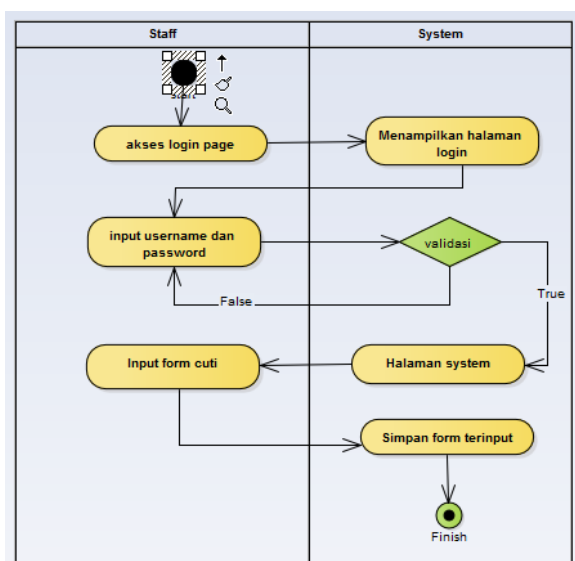 Staff
System
start
akses login page
Menampilkan halaman
login
input username dan
password
validasi
False
True
Input form cuti
Halaman system
Simpan form terinput
Finish